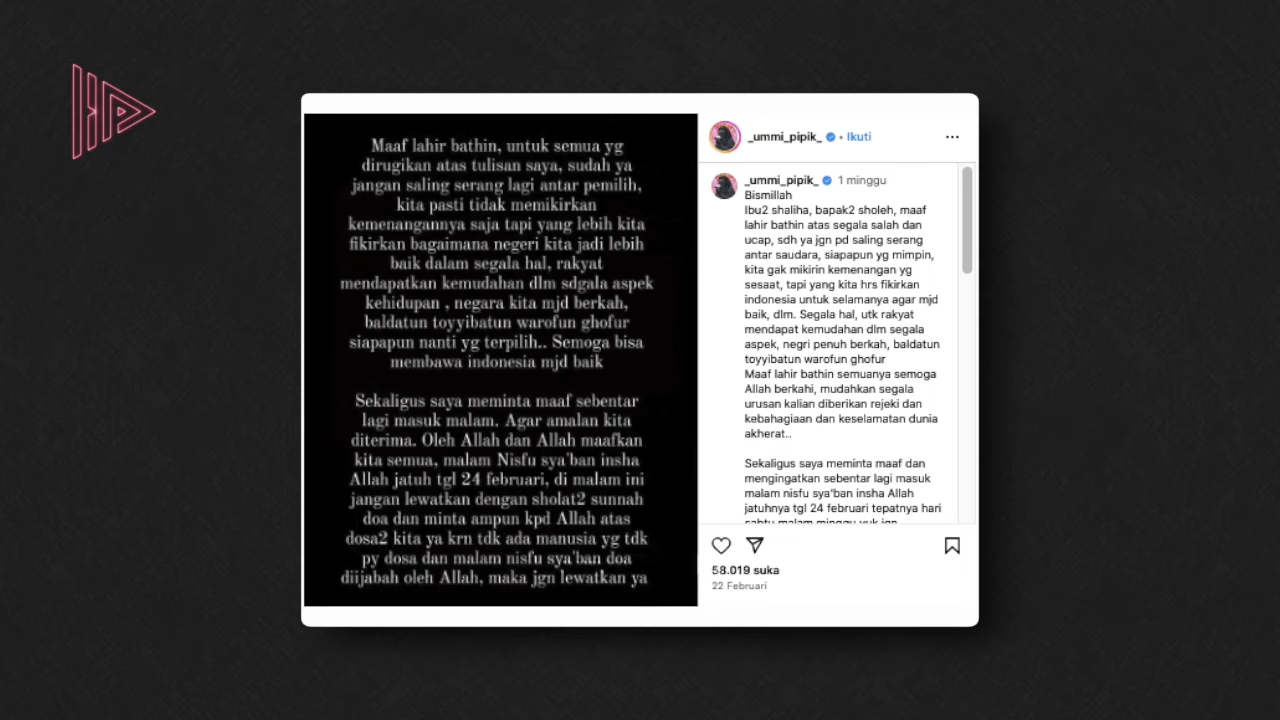 Maaf lahir bathin, untuk semua yg
dirugikan atas tulisan saya, sudah ya
jangan saling serang lagi antar pemilih,
kita pasti tidak memikirkan
kemenangannya saja tapi yang lebih kita
fikirkan bagaimana negeri kita jadi lebih
baik dalam segala hal, rakyat
mendapatkan kemudahan dlm sdgala aspek
kehidupan , negara kita mjd berkah,
baldatun toyyibatun warofun ghofur
siapapun nanti yg terpilih.. Semoga bisa
membawa indonesia mjd baik
Sekaligus saya meminta maaf sebentar
lagi masuk malam. Agar amalan kita
diterima. Oleh Allah dan Allah maafkan
kita semua, malam Nisfu sya'ban insha
Allah jatuh tgl 24 februari, di malam ini
jangan lewatkan dengan sholat2 sunnah
doa dan minta ampun kpd Allah atas
dosa2 kita ya krn tdk ada manusia yg tdk
py dosa dan malam nisfu sya'ban doa
diijabah oleh Allah, maka jgn lewatkan ya
_ummi_pipik_ • Ikuti
_ummi_pipik_ 1 minggu
Bismillah
Ibu2 shaliha, bapak2 sholeh, maaf
lahir bathin atas segala salah dan
ucap, sdh ya jgn pd saling serang
antar saudara, siapapun yg mimpin,
kita gak mikirin kemenangan yg
sesaat, tapi yang kita hrs fikirkan
indonesia untuk selamanya agar mjd
baik, dlm. Segala hal, utk rakyat
mendapat kemudahan dlm segala
aspek, negri penuh berkah, baldatun
toyyibatun warofun ghofur
Maaf lahir bathin semuanya semoga
Allah berkahi, mudahkan segala
urusan kalian diberikan rejeki dan
kebahagiaan dan keselamatan dunia
akherat..
Sekaligus saya meminta maaf dan
mengingatkan sebentar lagi masuk
malam nisfu sya'ban insha Allah
jatuhnya tgl 24 februari tepatnya hari
sabtu malam minggu yuk jgn
58.019 suka
22 Februari